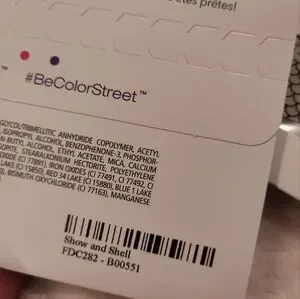 êtes prêtes!
#BeColorStreet™
GLYCOL/TRIMELLITIC ANHYDRIDE COPOLYMER, ACETYL
, ISOPROPYL ALCOHOL, BENZOPHENONE-3, PHOSPHOR-
N-BUTYL ALCOHOL, ETHYL ACETATE, MICA, CALCIUM
STEARALKONIUM HECTORITE, POLYETHYLENE
OXIDE (CI 77891), IRON OXIDES (CI 77491, CI 77492, CI
LAKE (CI 15850), RED 34 LAKE (CI 15880), BLUE 1 LAKE
), BISMUTH OXYCHLORIDE (CI 77163), MANGANESE
Show and Shell
FDC282 - B00551